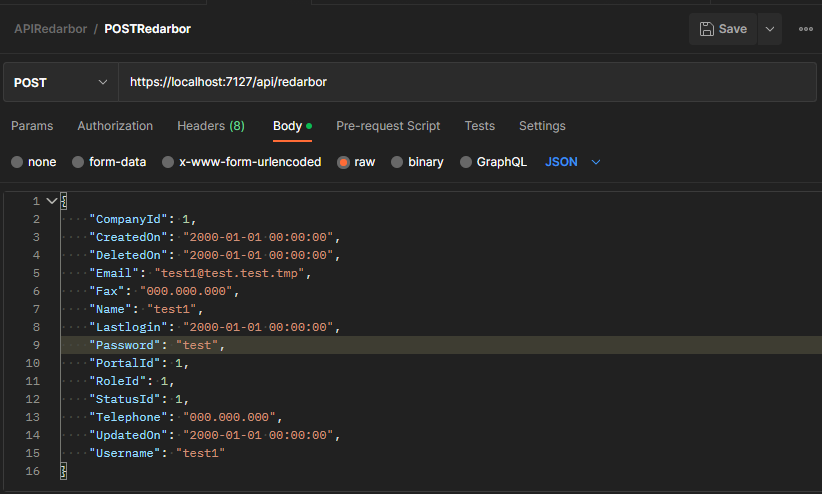 APIRedarbor / POSTRedarbor Save
POST https://localhost:7127/api/redarbor
Params Authorization Headers (8) Body Pre-request Script Tests Settings
none form-data x-www-form-urlencoded raw binary GraphQL JSON
1 {
2 "CompanyId": 1,
3 "CreatedOn": "2000-01-01 00:00:00",
4 "DeletedOn": "2000-01-01 00:00:00",
5 "Email": "test1@test.test.tmp",
6 "Fax": "000.000.000",
7 "Name": "test1",
8 "Lastlogin": "2000-01-01 00:00:00",
9 "Password": "test",
10 "PortalId": 1,
11 "RoleId": 1,
12 "StatusId": 1,
13 "Telephone": "000.000.000",
14 "UpdatedOn": "2000-01-01 00:00:00",
15 "Username": "test1"
16 }